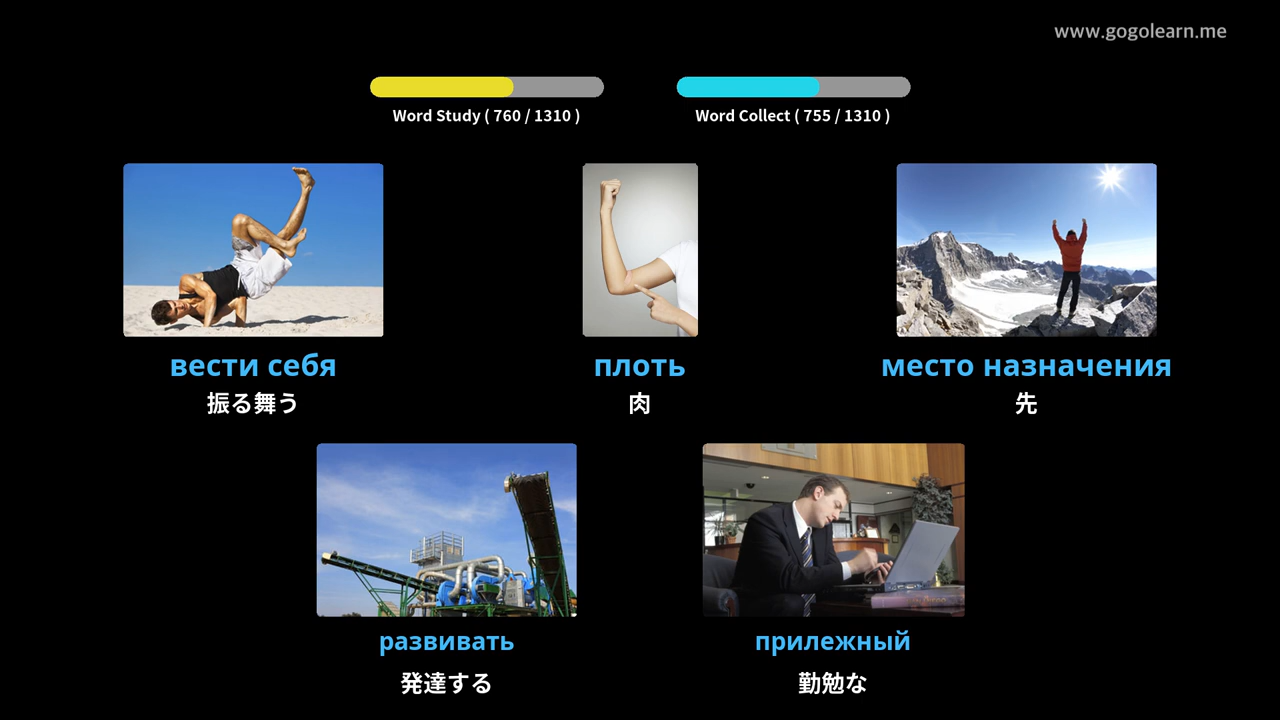 www.gogolearn.me
Word Study ( 760 / 1310 )
Word Collect ( 755 / 1310 )
вести себя
振る舞う
плоть
肉
место назначения
先
развивать
発達する
прилежный
勤勉な